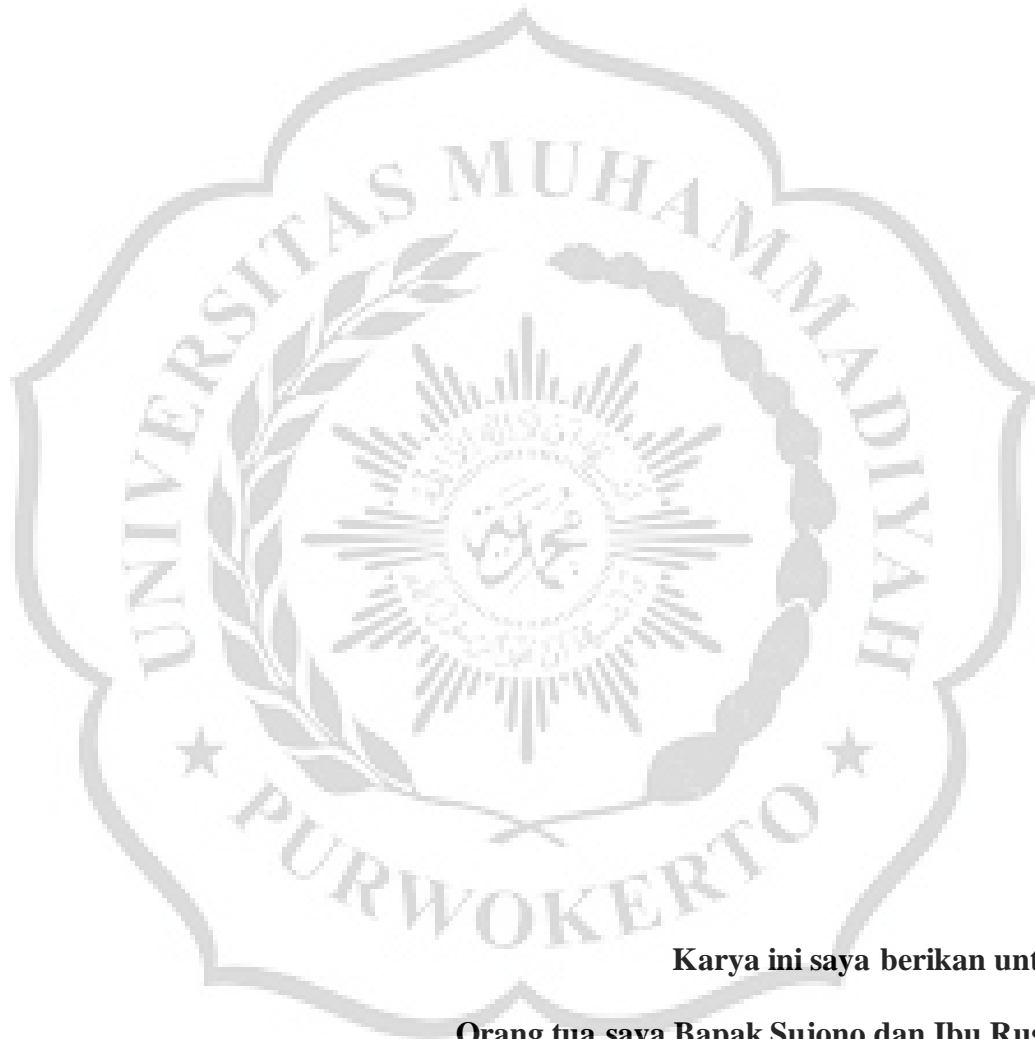 UNIVERSITAS MUHAMMADIYAH
PURWOKERTO
Karya ini saya berikan
Orang tua saya Bapak Sujono dan Ibu